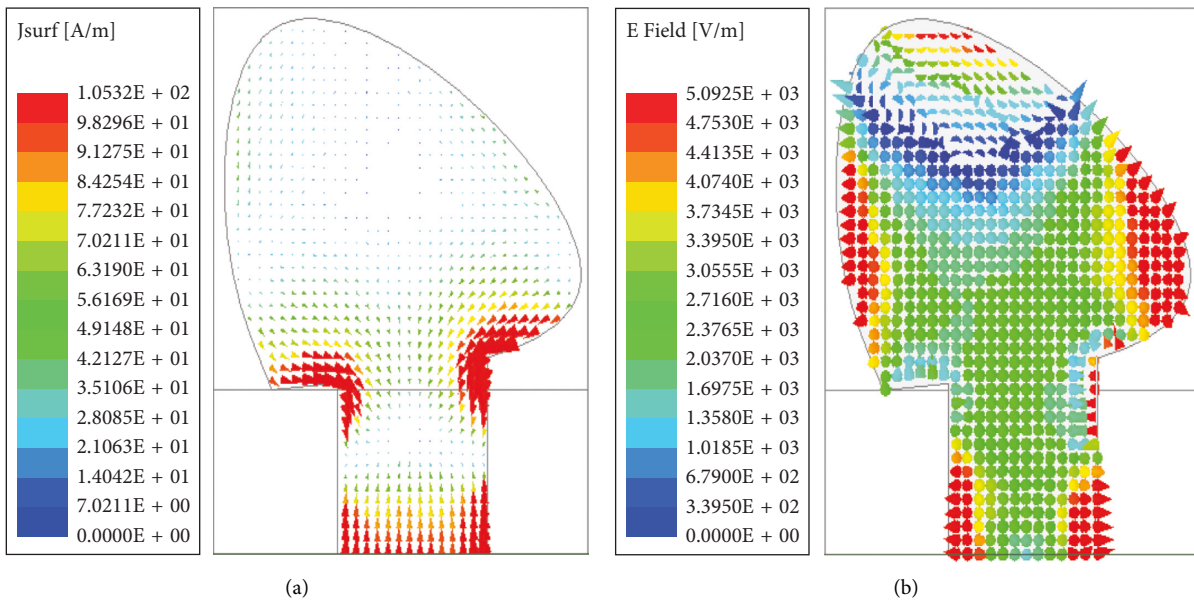 Jsurf [A/m]
1.0532E + 02
9.8296E + 01
9.1275E + 01
8.4254E + 01
7.7232E + 01
7.0211E + 01
6.3190E + 01
5.6169E + 01
4.9148E + 01
4.2127E + 01
3.5106E + 01
2.8085E + 01
2.1063E + 01
1.4042E + 01
7.0211E + 00
0.0000E + 00
(a)
E Field [V/m]
5.0925E + 03
4.7530E + 03
4.4135E + 03
4.0740E + 03
3.7345E + 03
3.3950E + 03
3.0555E + 03
2.7160E + 03
2.3765E + 03
2.0370E + 03
1.6975E + 03
1.3580E + 03
1.0185E + 03
6.7900E + 02
3.3950E + 02
0.0000E + 00
(b)